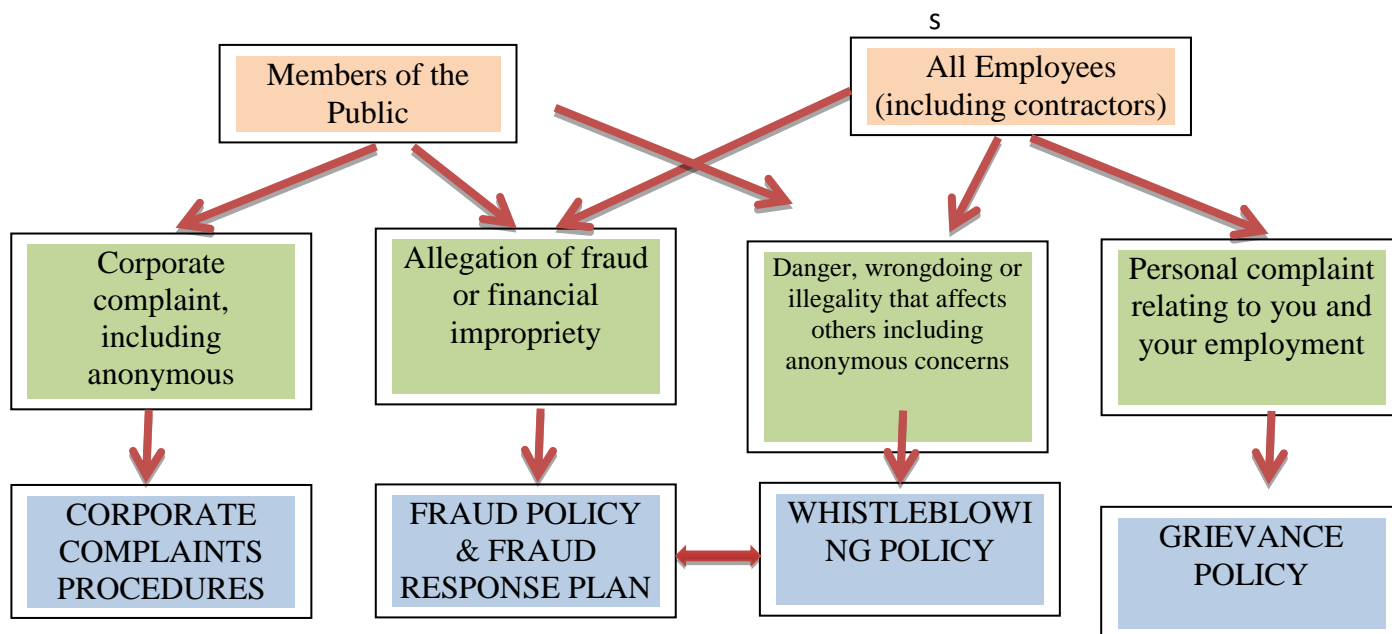 s
Members of the
Public
All Employees
(including contractors)
Corporate
complaint,
including
anonymous
Allegation of fraud
or financial
impropriety
Danger, wrongdoing or
illegality that affects
others including
anonymous concerns
Personal complaint
relating to you and
your employment
CORPORATE
COMPLAINTS
PROCEDURES
FRAUD POLICY
& FRAUD
RESPONSE PLAN
WHISTLEBLOWI
NG POLICY
GRIEVANCE
POLICY